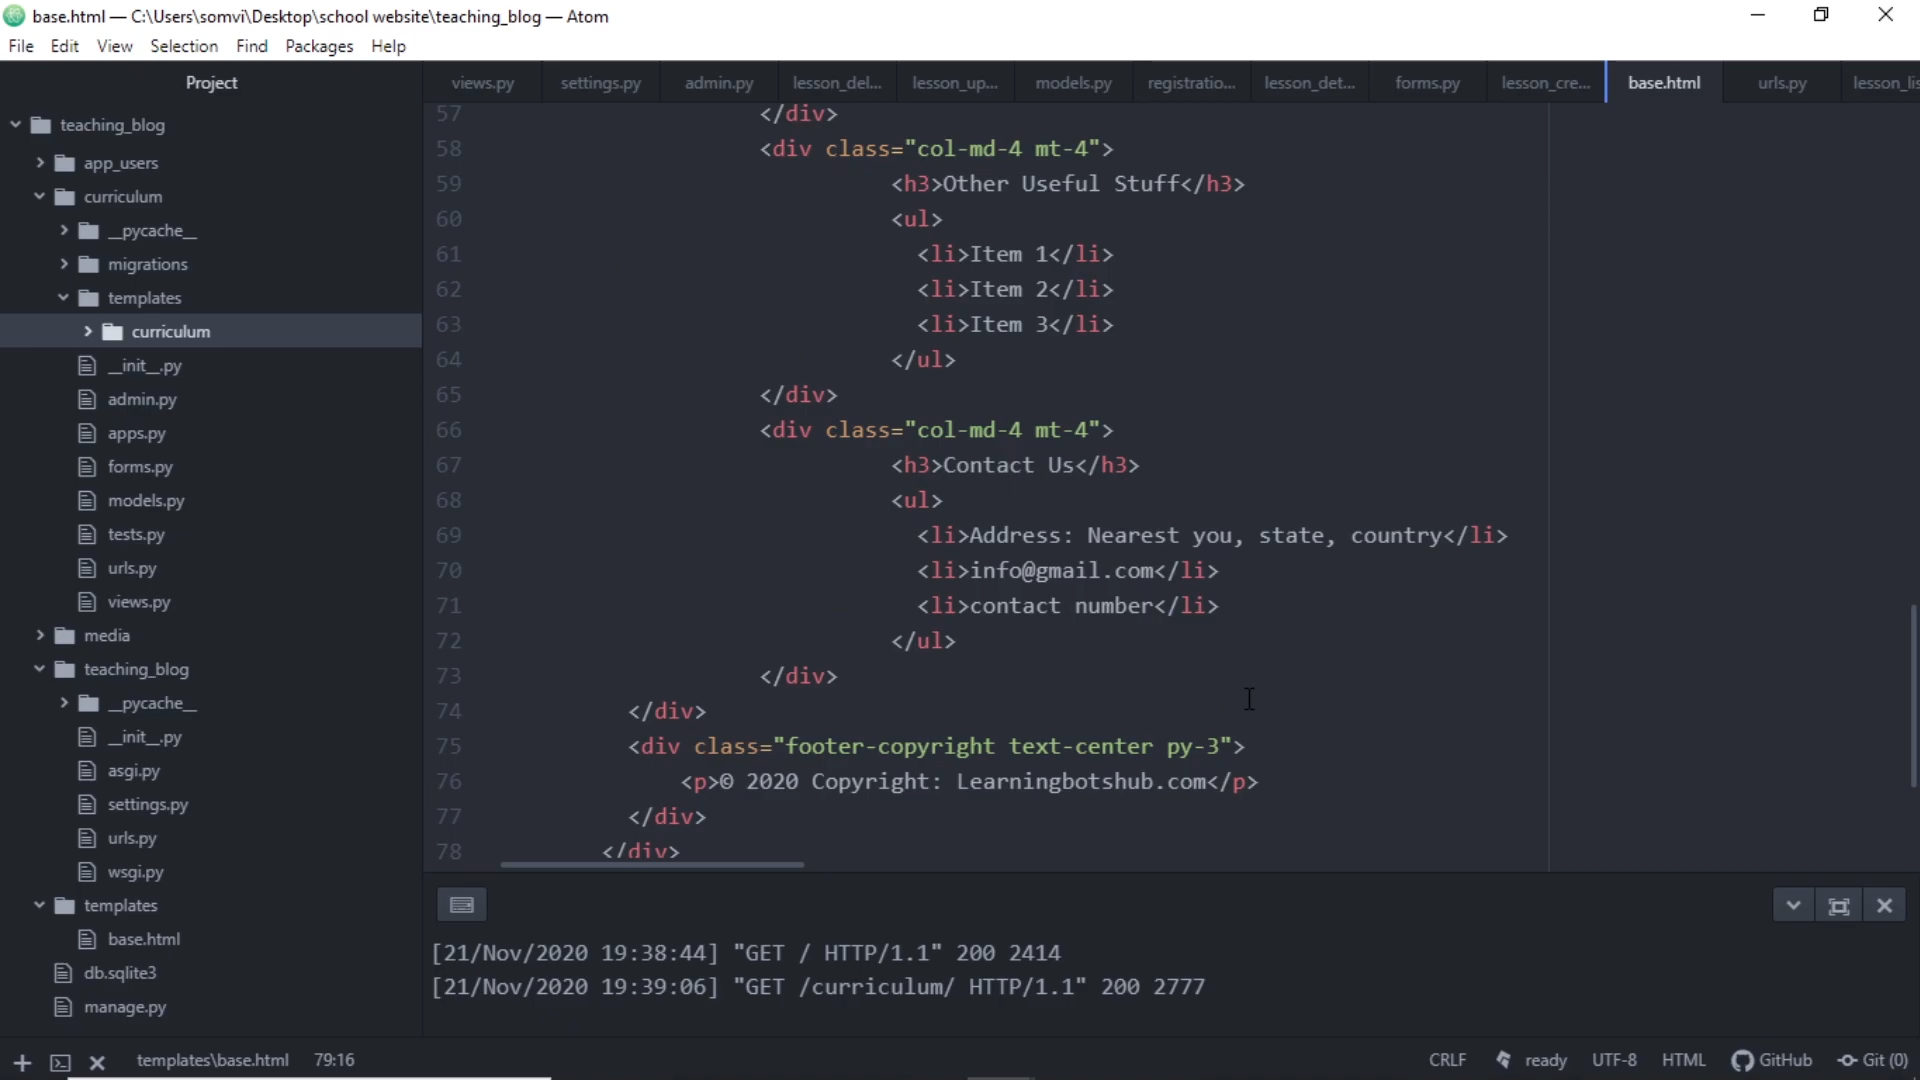 base.html — C:\Users\somvi\Desktop\school website\teaching_blog — Atom
File Edit View Selection Find Packages Help
Project
views.py settings.py admin.py lesson_del... lesson_up... models.py registratio... lesson_det... forms.py lesson_cre... base.html urls.py lesson_lis
teaching_blog
app_users
curriculum
__pycache__
migrations
templates
curriculum
__init__.py
admin.py
apps.py
forms.py
models.py
tests.py
urls.py
views.py
media
teaching_blog
__pycache__
__init__.py
asgi.py
settings.py
urls.py
wsgi.py
templates
base.html
db.sqlite3
manage.py
57 </div>
58 <div class="col-md-4 mt-4">
59 <h3>Other Useful Stuff</h3>
60 <ul>
61 <li>Item 1</li>
62 <li>Item 2</li>
63 <li>Item 3</li>
64 </ul>
65 </div>
66 <div class="col-md-4 mt-4">
67 <h3>Contact Us</h3>
68 <ul>
69 <li>Address: Nearest you, state, country</li>
70 <li>info@gmail.com</li>
71 <li>contact number</li>
72 </ul>
73 </div>
74 </div>
75 <div class="footer-copyright text-center py-3">
76 <p>© 2020 Copyright: Learningbotshub.com</p>
77 </div>
78 </div>
[21/Nov/2020 19:38:44] "GET / HTTP/1.1" 200 2414
[21/Nov/2020 19:39:06] "GET /curriculum/ HTTP/1.1" 200 2777
templates\base.html 79:16 CRLF ready UTF-8 HTML GitHub Git (0)